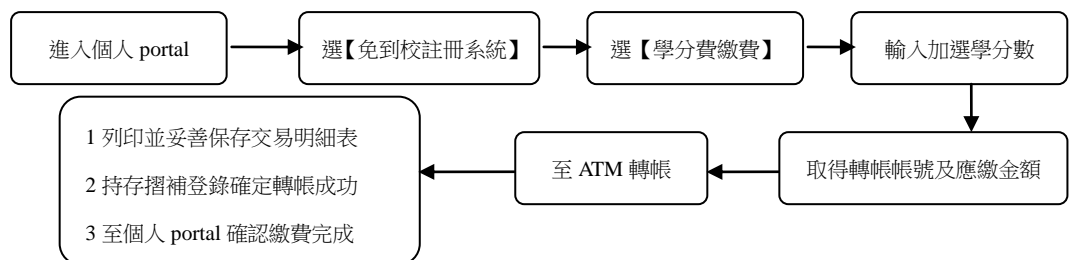 進入個人 portal
選【免到校註冊系統】
選【學分費繳費】
輸入加選學分數
取得轉帳帳號及應繳金額
至 ATM 轉帳
1 列印並妥善保存交易明細表
2 持存摺補登錄確定轉帳成功
3 至個人 portal 確認繳費完成